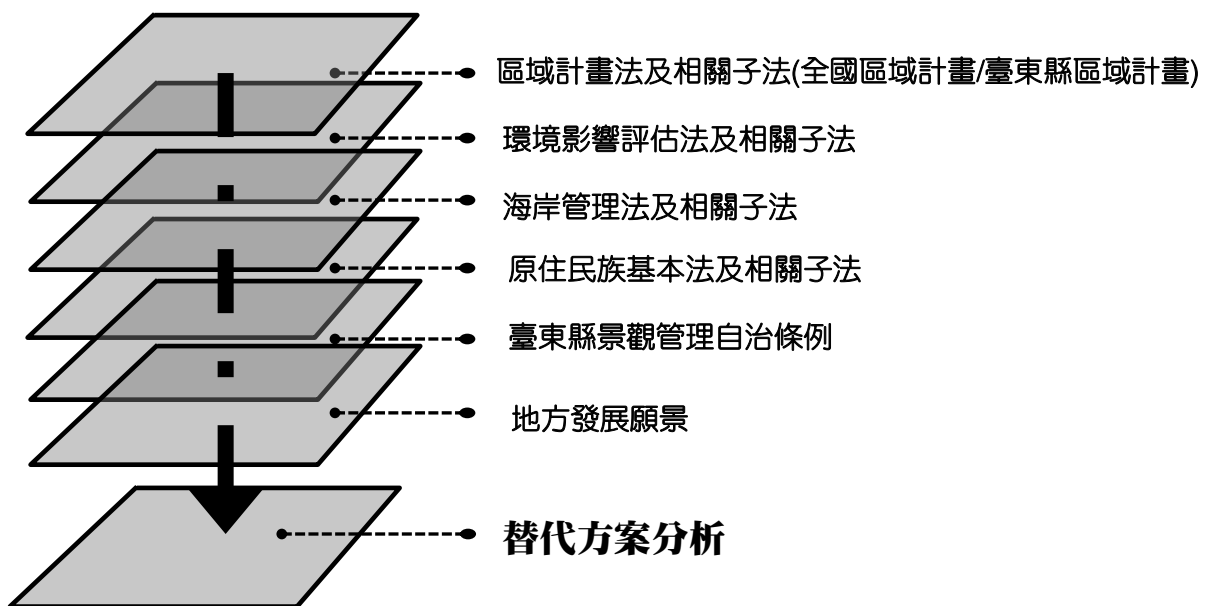 區域計畫法及相關子法(全國區域計畫/臺東縣區域計畫)
環境影響評估法及相關子法
海岸管理法及相關子法
原住民族基本法及相關子法
臺東縣景觀管理自治條例
地方發展願景
替代方案分析